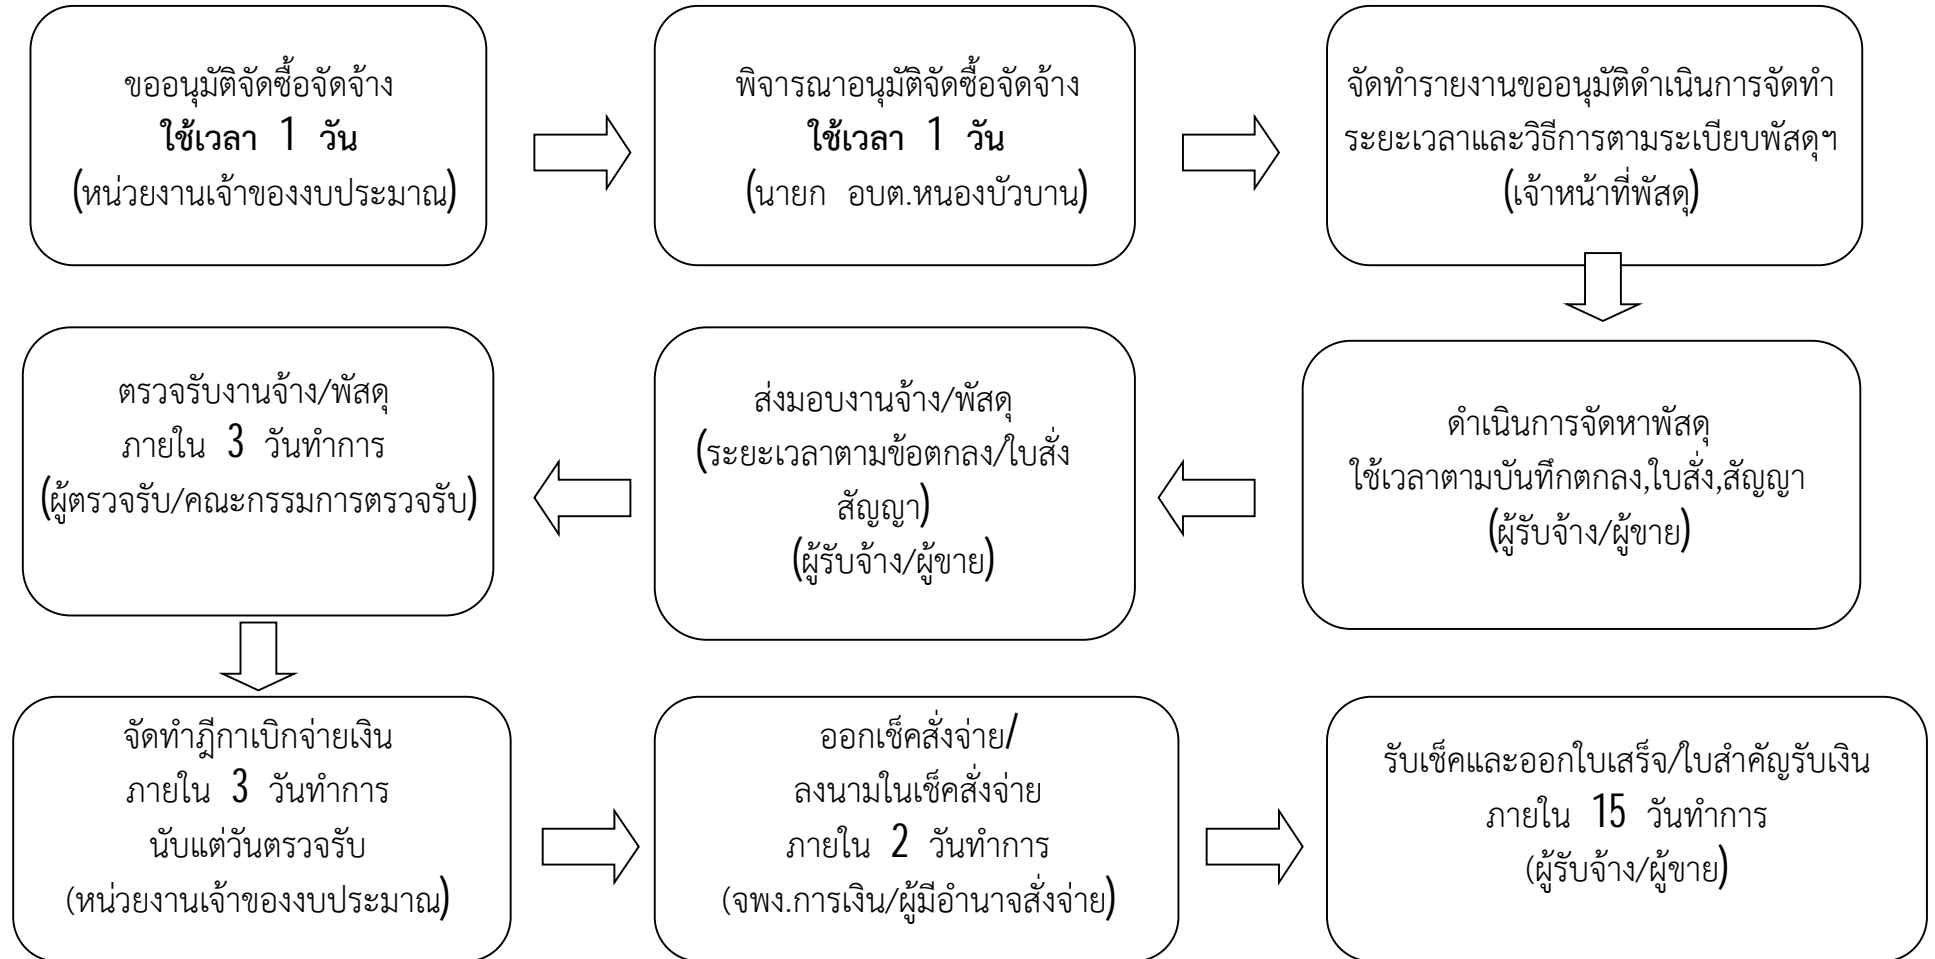 ขออนุมัติจัดซื้อจัดจ้าง
ใช้เวลา 1 วัน
(หน่วยงานเจ้าของงบประมาณ)
พิจารณาอนุมัติจัดซื้อจัดจ้าง
ใช้เวลา 1 วัน
(นายก อบต.หนองบัวบาน)
จัดทำรายงานขออนุมัติดำเนินการจัดทำ
ระยะเวลาและวิธีการตามระเบียบพัสดุฯ
(เจ้าหน้าที่พัสดุ)
ดำเนินการจัดหาพัสดุ
ใช้เวลาตามบันทึกตกลง,ใบสั่ง,สัญญา
(ผู้รับจ้าง/ผู้ขาย)
ส่งมอบงานจ้าง/พัสดุ
(ระยะเวลาตามข้อตกลง/ใบสั่ง
สัญญา)
(ผู้รับจ้าง/ผู้ขาย)
ตรวจรับงานจ้าง/พัสดุ
ภายใน 3 วันทำการ
(ผู้ตรวจรับ/คณะกรรมการตรวจรับ)
จัดทำฎีกาเบิกจ่ายเงิน
ภายใน 3 วันทำการ
นับแต่วันตรวจรับ
(หน่วยงานเจ้าของงบประมาณ)
ออกเช็คสั่งจ่าย/
ลงนามในเช็คสั่งจ่าย
ภายใน 2 วันทำการ
(จพง.การเงิน/ผู้มีอำนาจสั่งจ่าย)
รับเช็คและออกใบเสร็จ/ใบสำคัญรับเงิน
ภายใน 15 วันทำการ
(ผู้รับจ้าง/ผู้ขาย)